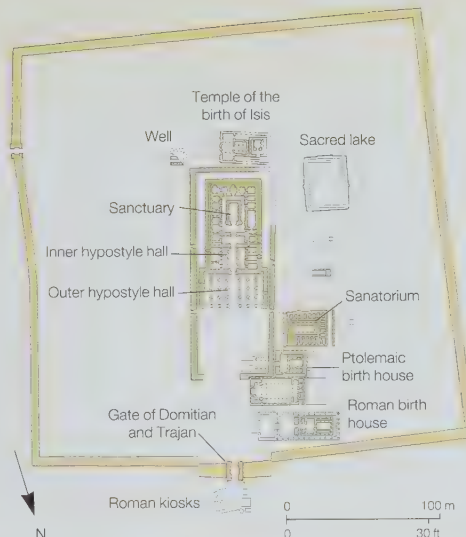 Temple of the
birth of Isis
Well
Sacred lake
Sanctuary
Inner hypostyle hall
Outer hypostyle hall
Sanatorium
Ptolemaic
birth house
Roman birth
house
Gate of Domitian
and Trajan
Roman kiosks
N
0 100 m
0 30 ft